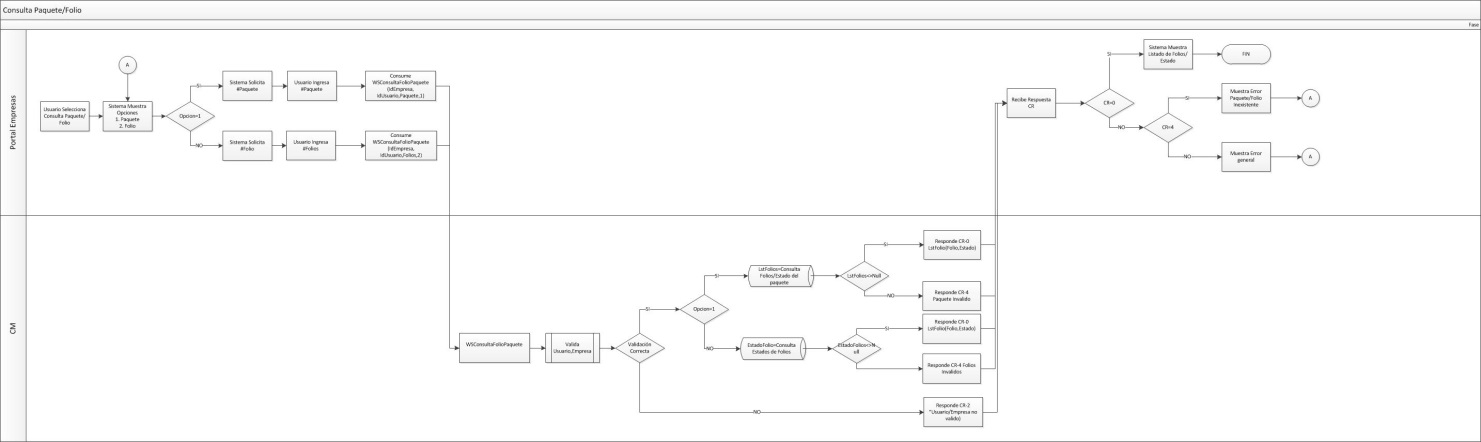 Consulta Paquete/Folio
Fase
Portal Empresas
A
Usuario Selecciona
Consulta Paquete/
Folio
Sistema Muestra
Opciones
1. Paquete
2. Folio
Opcion=1
SI
NO
Sistema Solicita
#Paquete
Usuario Ingresa
#Paquete
Consume
WSConsultaFolioPaquete
(IdEmpresa,
IdUsuario,Paquete,1)
Sistema Solicita
#Folio
Usuario Ingresa
#Folios
Consume
WSConsultaFolioPaquete
(IdEmpresa,
IdUsuario,Folios,2)
Recibe Respuesta
CR
CR=0
SI
NO
Sistema Muestra
Listado de Folios/
Estado
FIN
CR=4
SI
NO
Muestra Error
Paquete/Folio
Inexistente
A
Muestra Error
general
A
CM
WSConsultaFolioPaquete
Valida
Usuario,Empresa
Validación
Correcta
SI
NO
Opcion=1
SI
NO
LstFolios=Consulta
Folios/Estado del
paquete
LstFolios<>Null
SI
NO
Responde CR-0
LstFolio(Folio,Estado)
Responde CR-4
Paquete Invalido
EstadoFolio=Consulta
Estados de Folios
EstadoFolios<>N
ull
SI
NO
Responde CR-0
LstFolio(Folio,Estado)
Responde CR-4 Folios
Invalidos
Responde CR-2
"Usuario/Empresa no
valido)